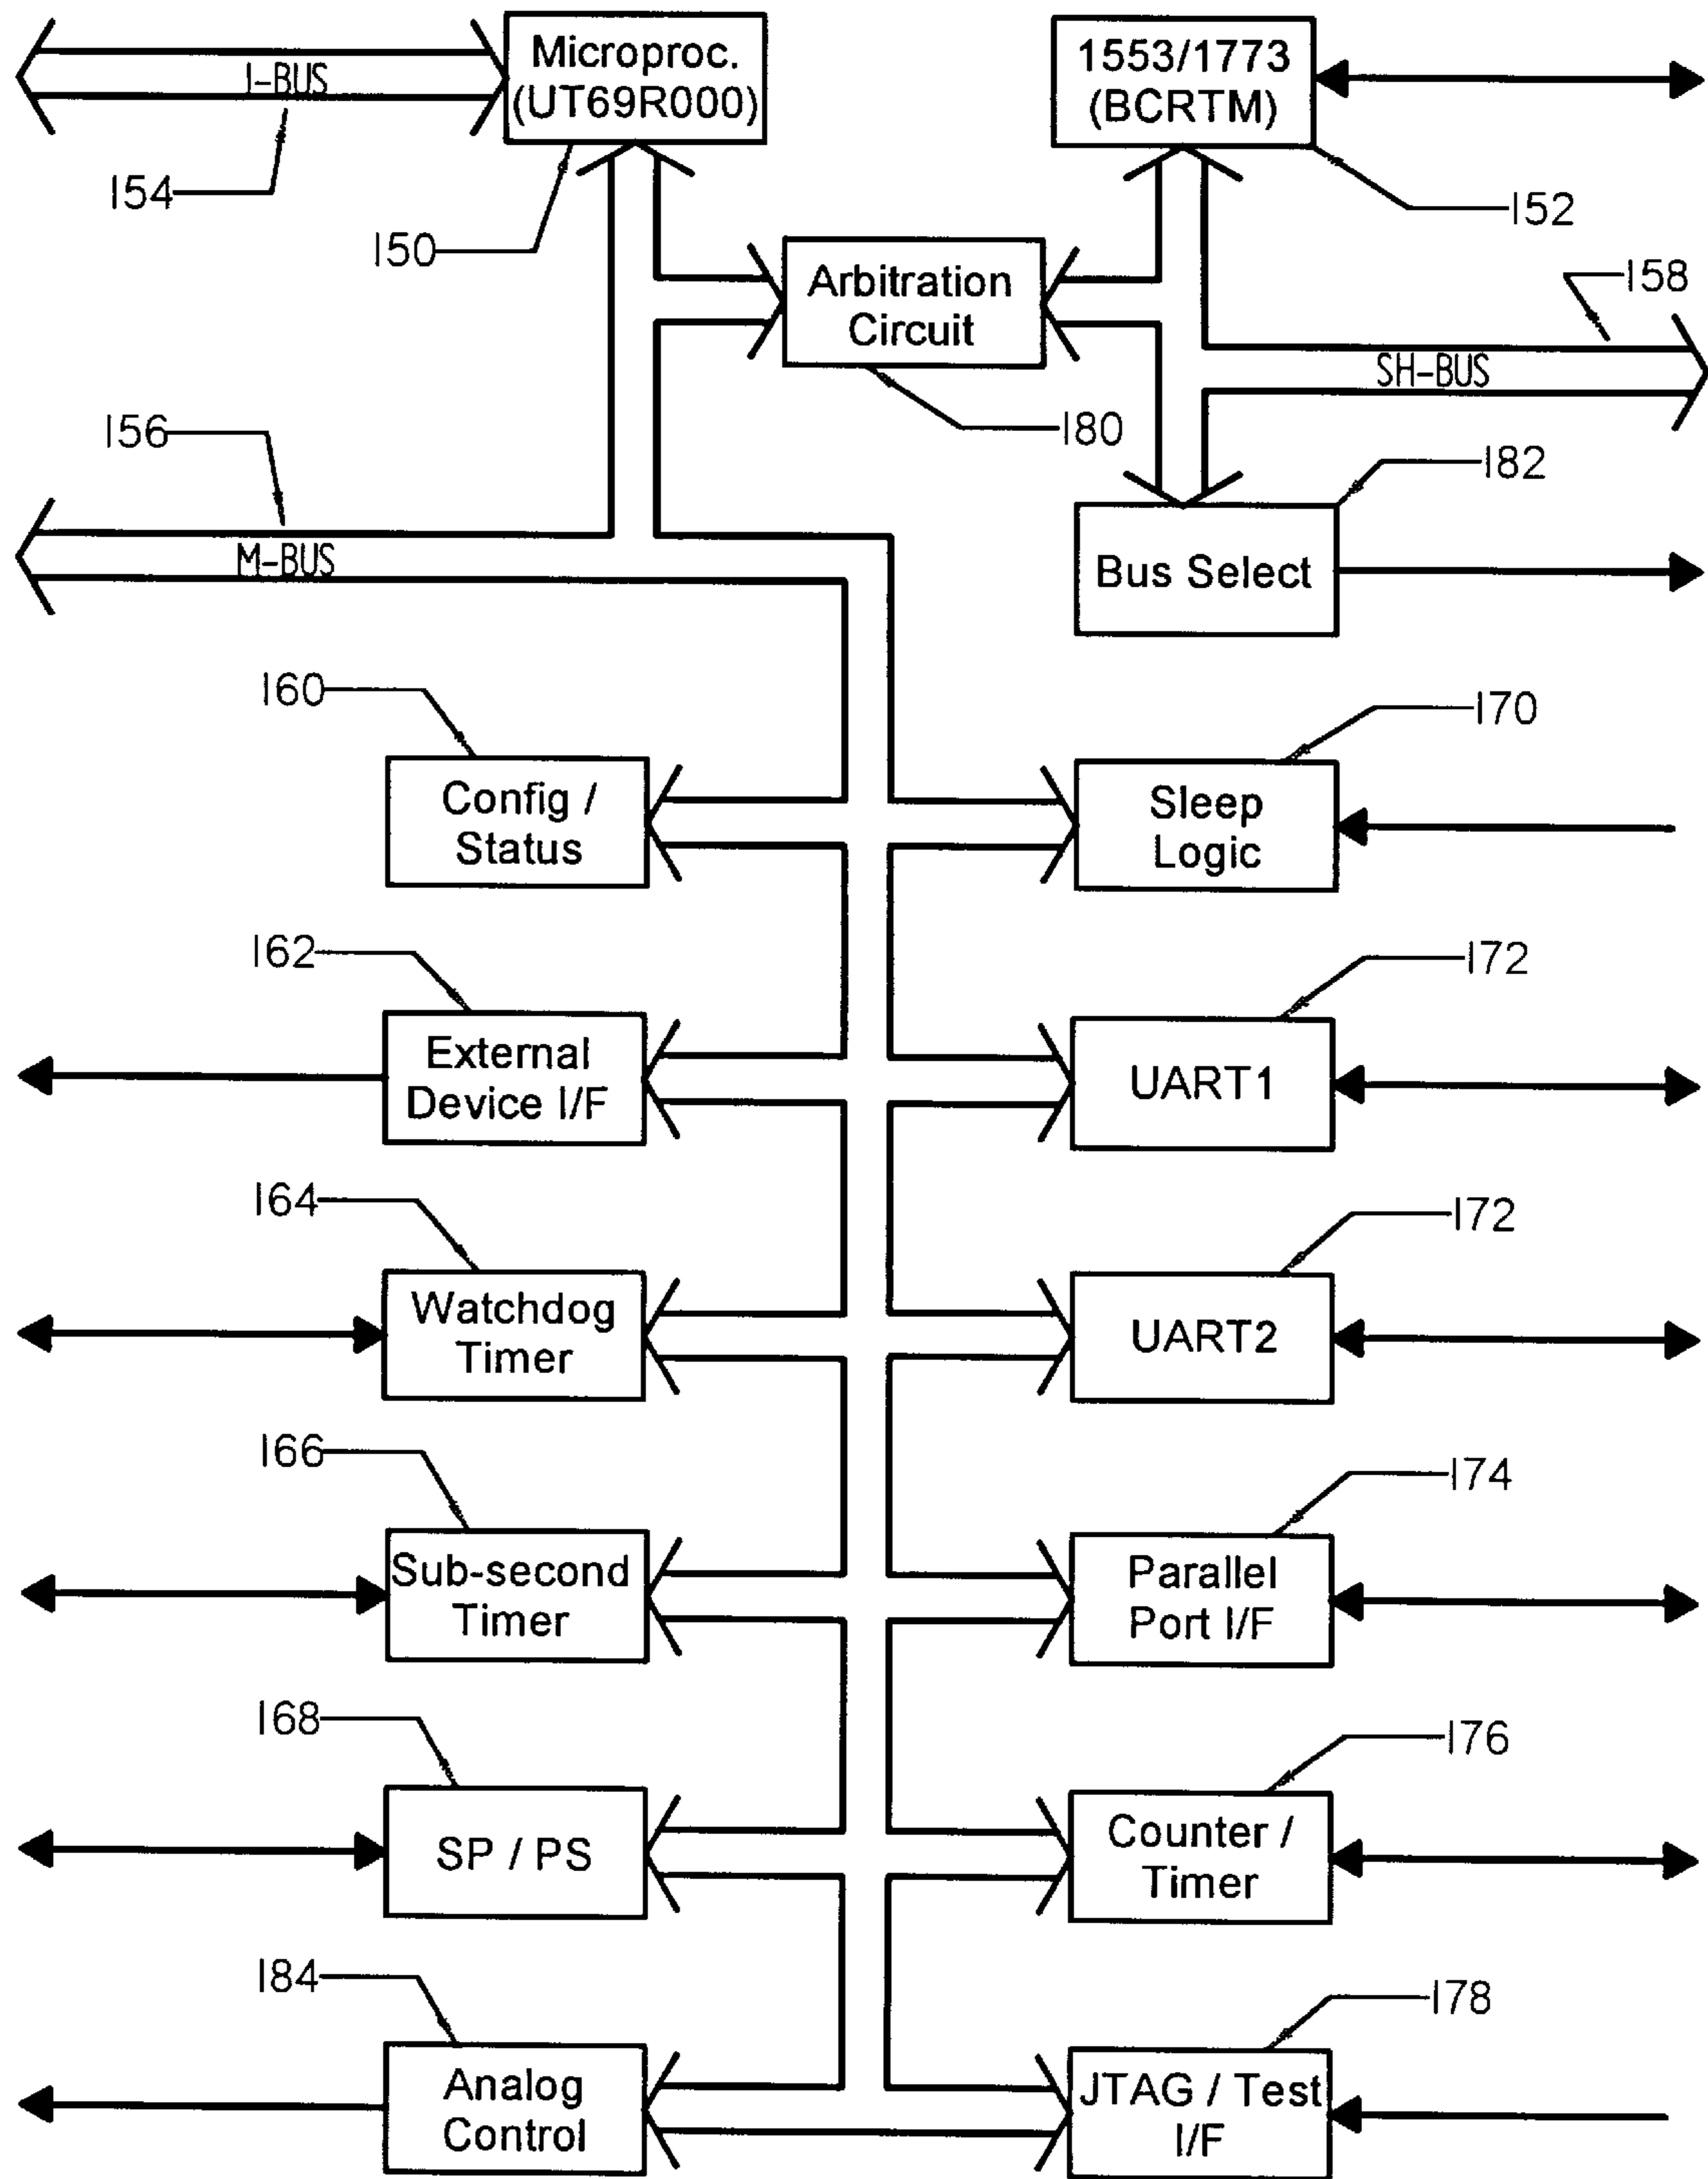 Microproc.
(UT69R000)
1553/1773
(BCRTM)
I-BUS
154
150
152
Arbitration
Circuit
158
SH-BUS
156
180
182
M-BUS
Bus Select
160
170
Config /
Status
Sleep
Logic
162
172
External
Device I/F
UART1
164
172
Watchdog
Timer
UART2
166
174
Sub-second
Timer
Parallel
Port I/F
168
176
SP / PS
Counter /
Timer
184
178
Analog
Control
JTAG / Test
I/F